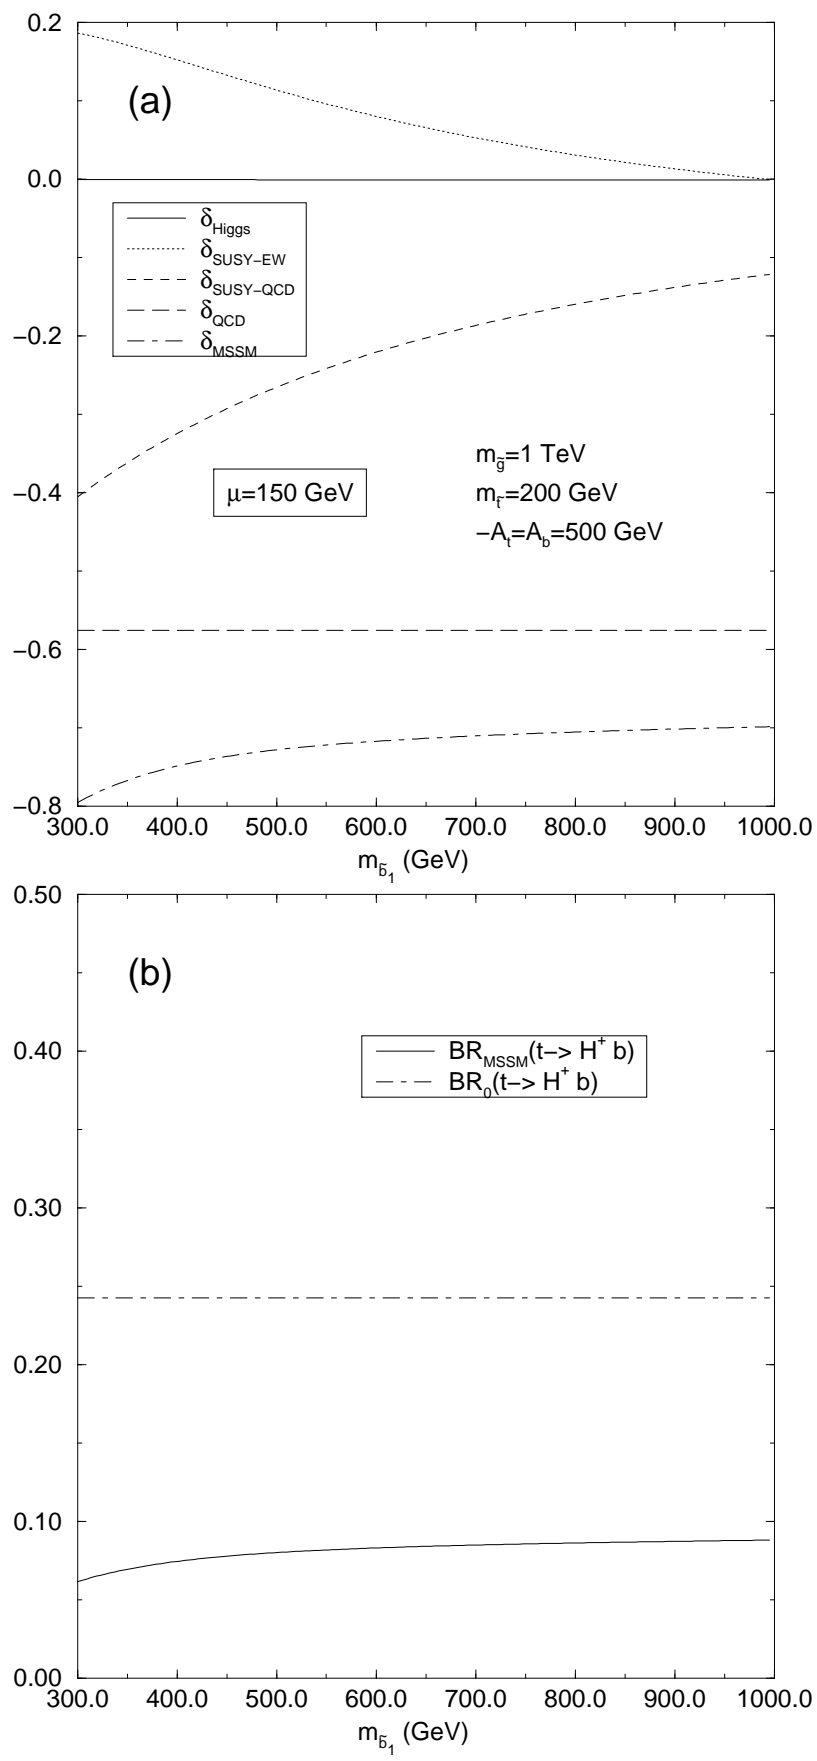 0.2
(a)
0.0
δ_Higgs
δ_SUSY−EW
δ_SUSY−QCD
δ_QCD
δ_MSSM
−0.2
m_g̃=1 TeV
−0.4
μ=150 GeV
m_t̃=200 GeV
−A_t=A_b=500 GeV
−0.6
−0.8
300.0 400.0 500.0 600.0 700.0 800.0 900.0 1000.0
m_b̃₁ (GeV)
0.50
(b)
0.40
BR_MSSM(t−> H⁺ b)
BR_0(t−> H⁺ b)
0.30
0.20
0.10
0.00
300.0 400.0 500.0 600.0 700.0 800.0 900.0 1000.0
m_b̃₁ (GeV)